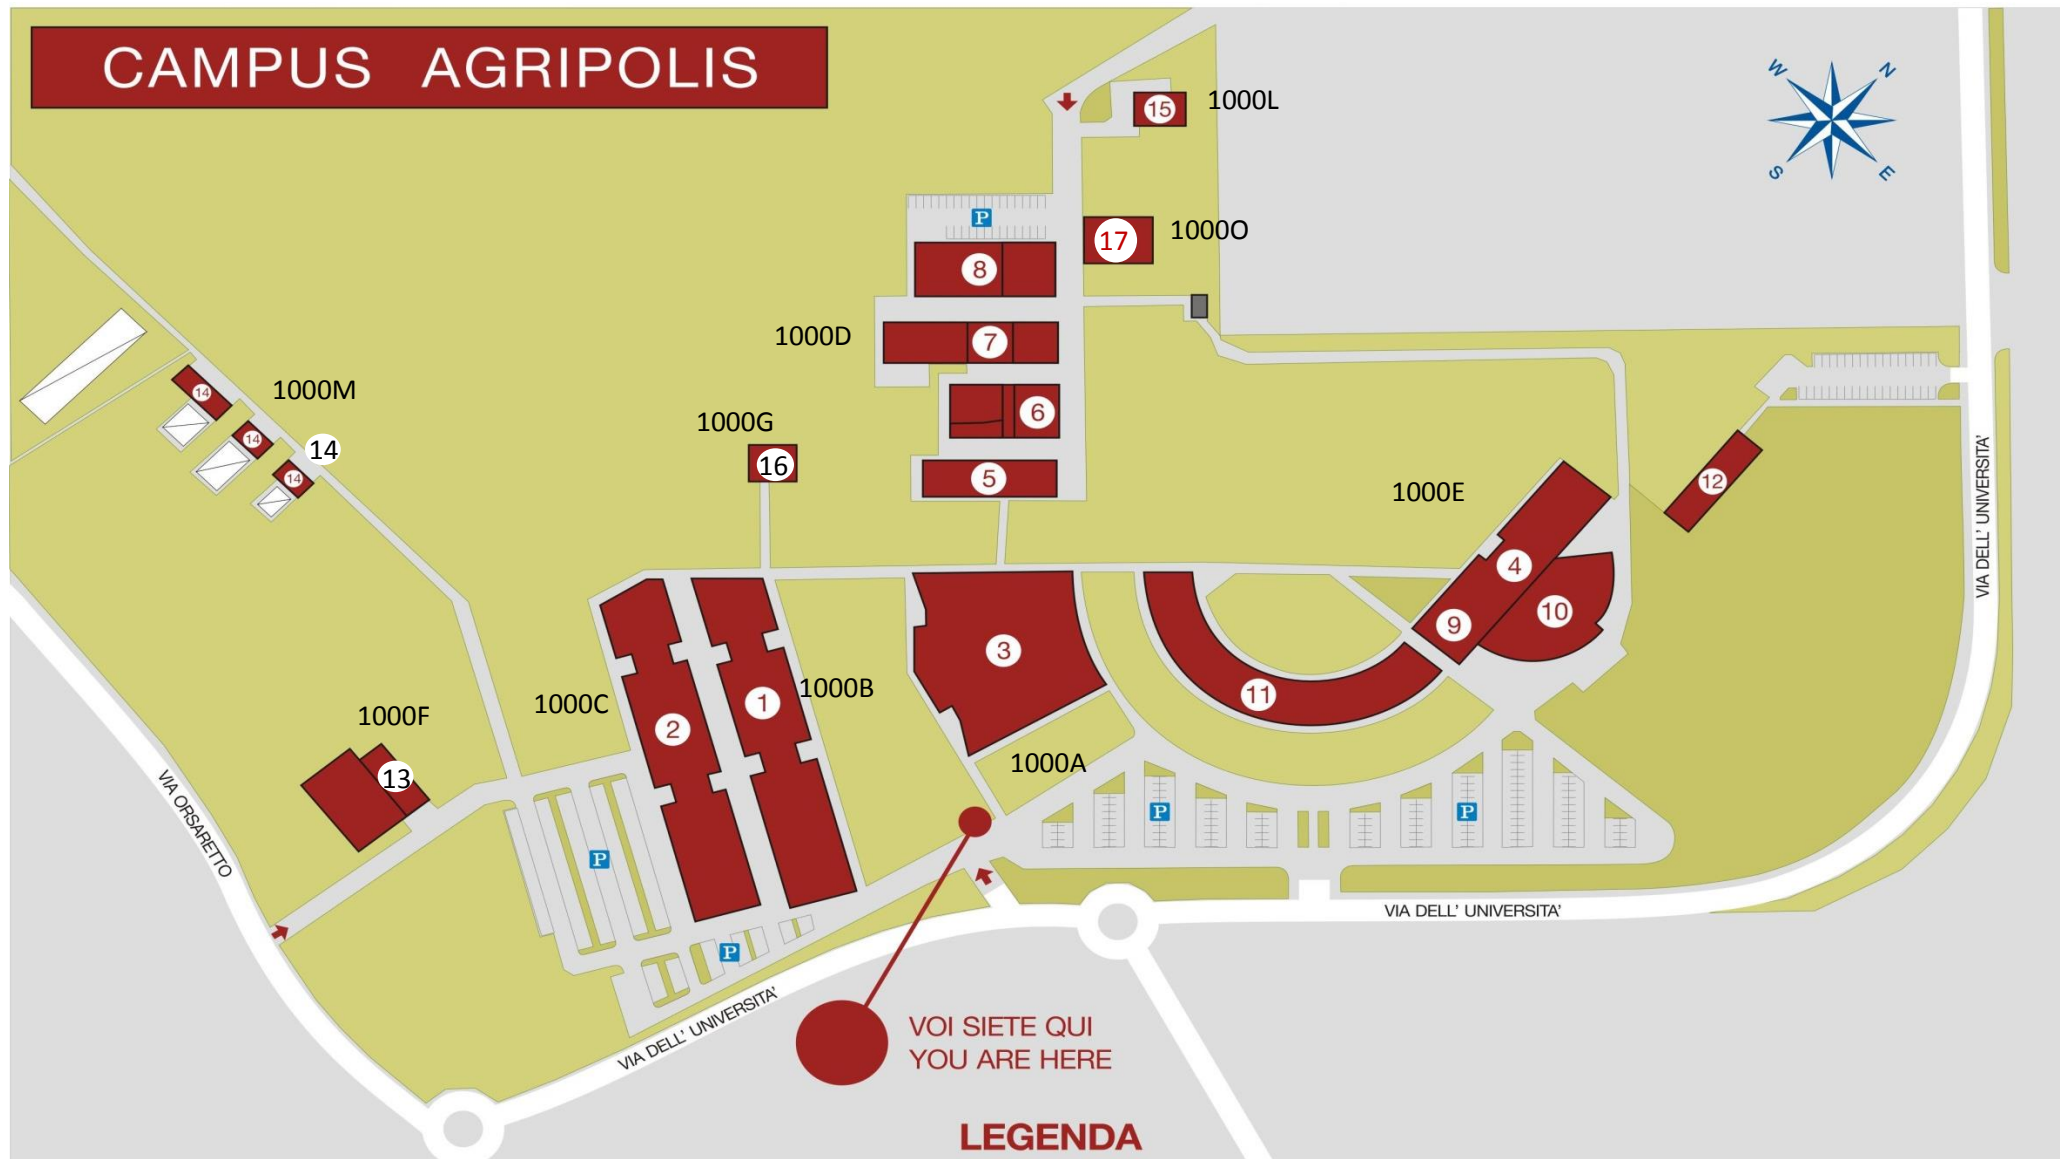 CAMPUS AGRIPOLIS
W
N
S
E
15
1000L
P
17
1000O
8
1000D
7
1000M
14
6
1000G
14
14
16
14
5
1000E
12
4
9
10
3
11
1000C
1
1000B
2
1000F
13
1000A
P
P
P
P
VIA ORSARETTO
VIA DELL' UNIVERSITA'
VIA DELL' UNIVERSITA'
VIA DELL' UNIVERSITA'
VOI SIETE QUI
YOU ARE HERE
LEGENDA